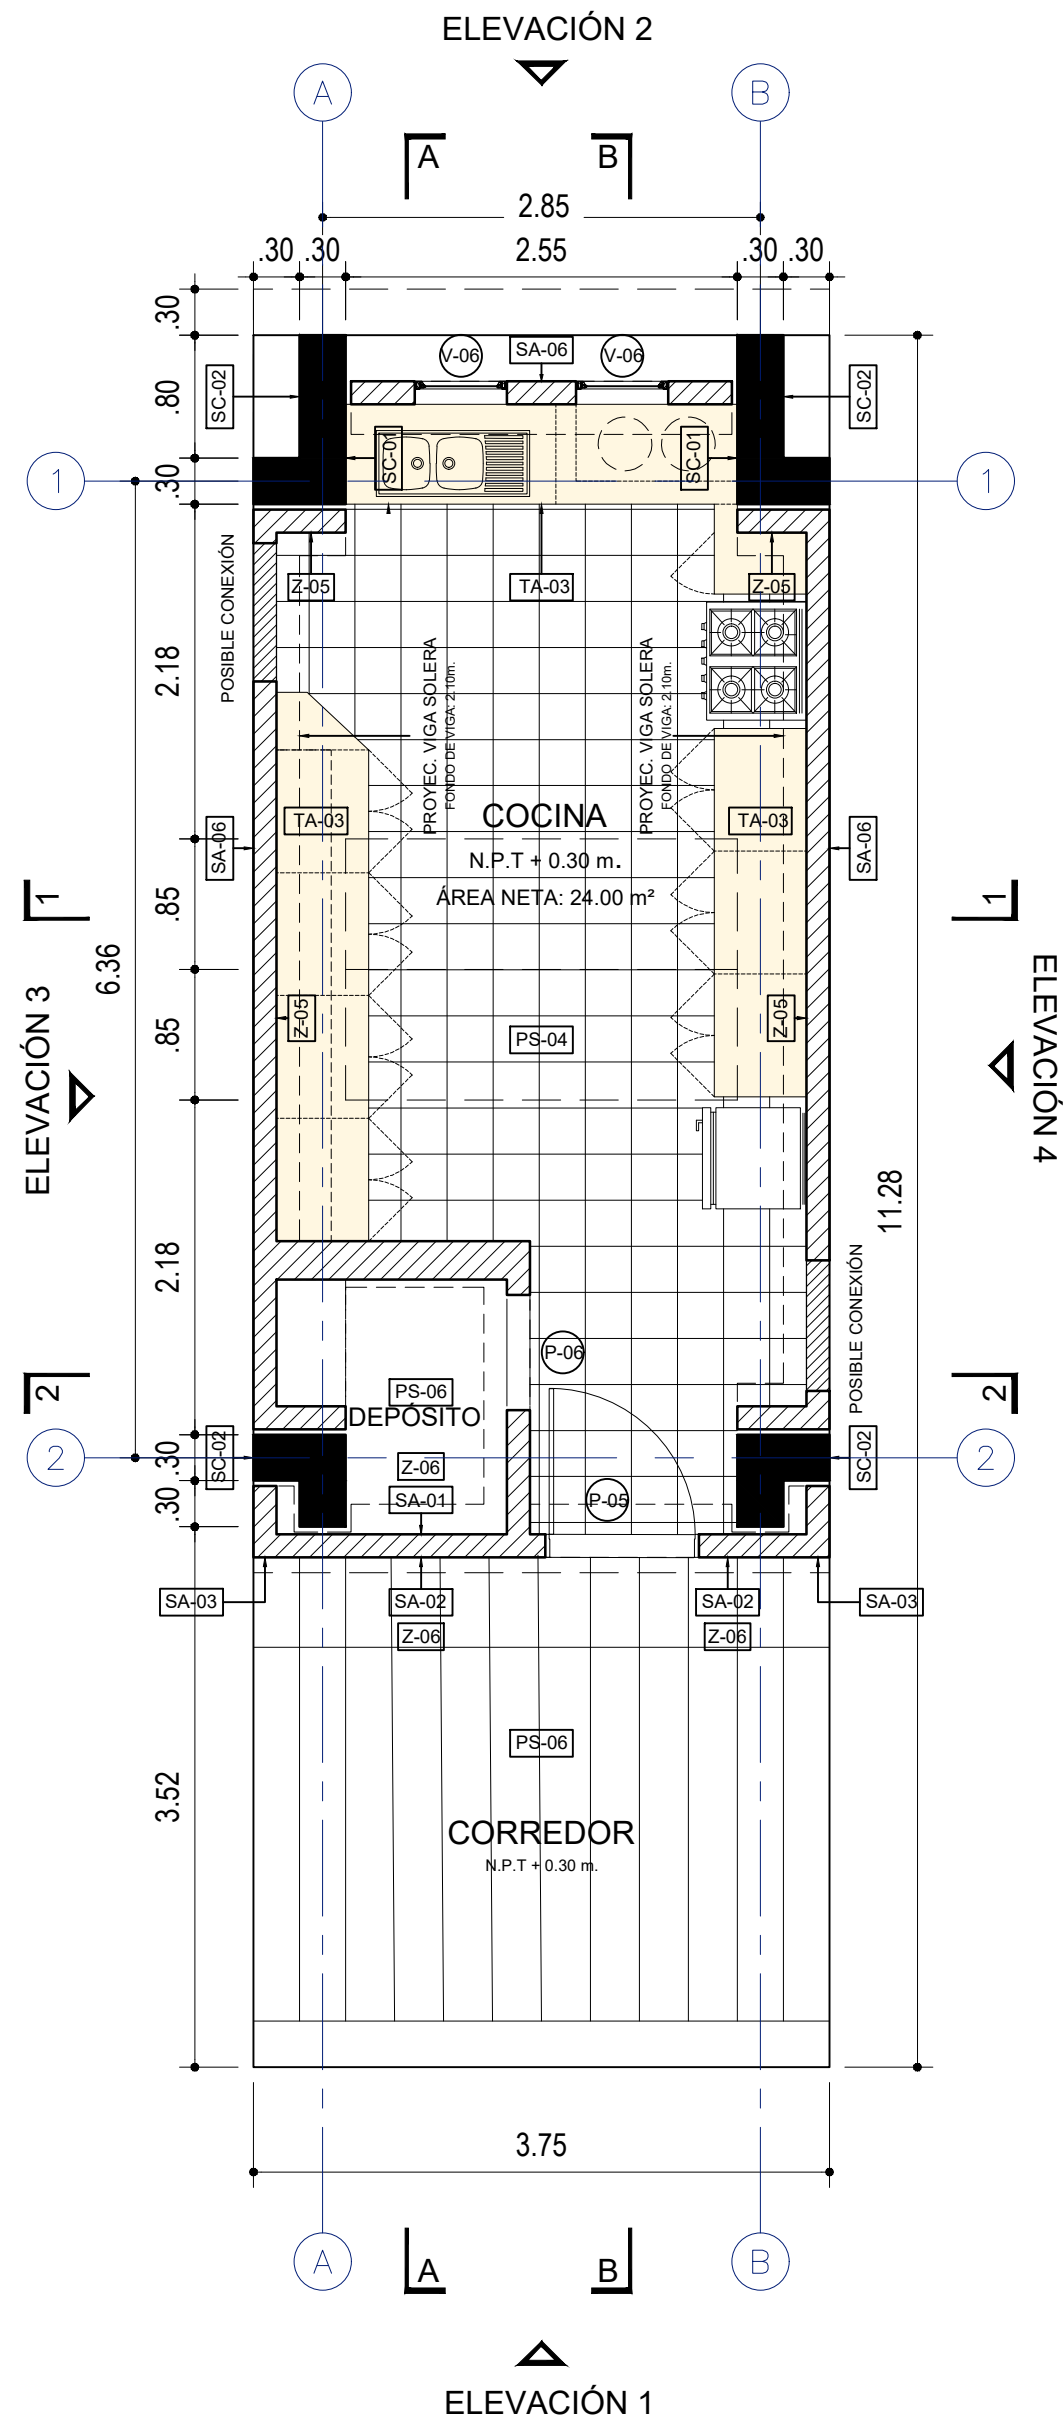 ELEVACIÓN 2
A
B
A
B
2.85
.30
.30
2.55
.30
.30
.30
V-06
SA-06
V-06
.80
SC-02
SC-02
SC-01
SC-01
1
.30
1
POSIBLE CONEXIÓN
Z-05
TA-03
Z-05
2.18
PROYEC. VIGA SOLERA
FONDO DE VIGA: 2.10m.
PROYEC. VIGA SOLERA
FONDO DE VIGA: 2.10m.
COCINA
TA-03
TA-03
SA-06
SA-06
N.P.T + 0.30 m.
ÁREA NETA: 24.00 m²
1
.85
1
6.36
ELEVACIÓN 3
Z-05
.85
PS-04
Z-05
ELEVACIÓN 4
11.28
2.18
POSIBLE CONEXIÓN
P-06
2
PS-06
DEPÓSITO
2
2
.30
SC-02
Z-06
SC-02
2
.30
SA-01
P-05
SA-03
SA-02
SA-02
SA-03
Z-06
Z-06
PS-06
3.52
CORREDOR
N.P.T + 0.30 m.
3.75
A
A
B
B
ELEVACIÓN 1